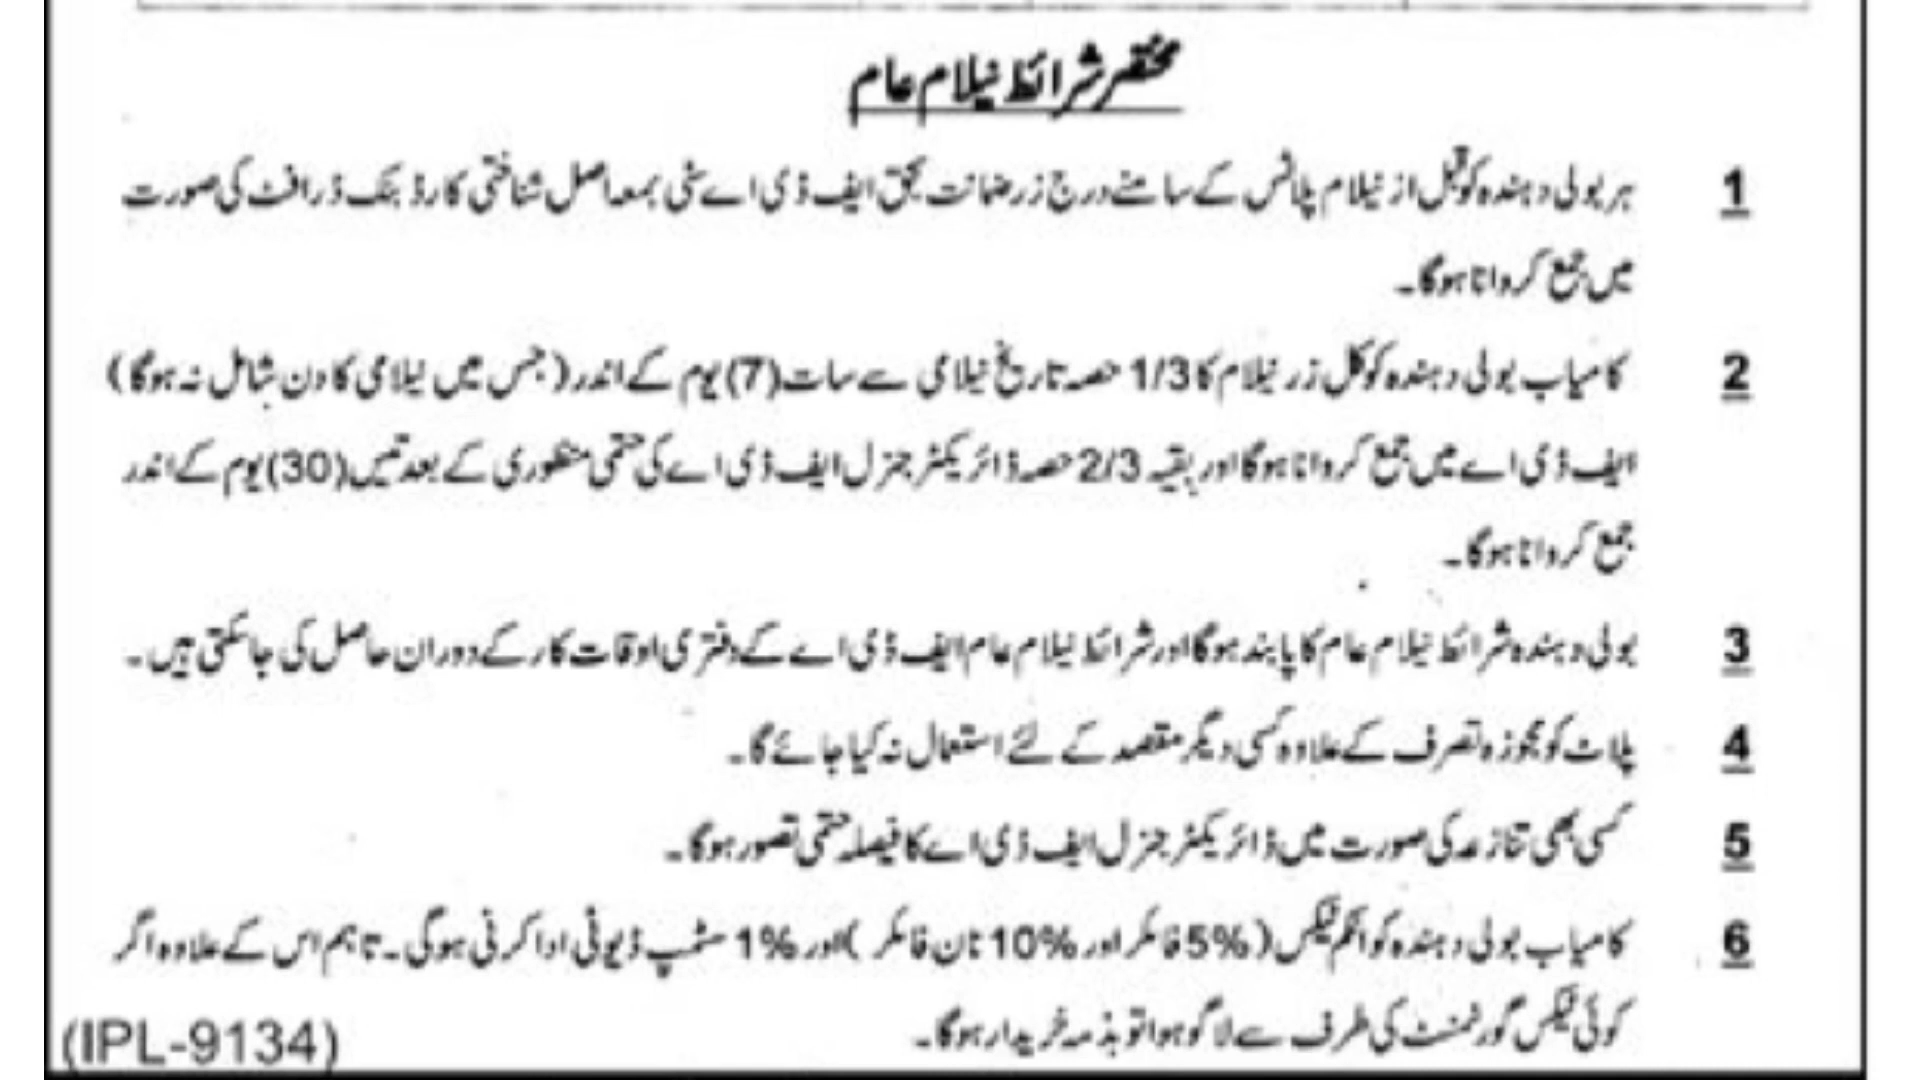 مختصر شرائط نیلام عام
1 ہر بولی دہندہ کو قبل از نیلام پلاٹس کے سامنے درج زرضمانت بحق ایف ڈی اے سٹی بمعہ اصل شناختی کارڈ بنک ڈرافٹ کی صورت
میں جمع کروانا ہوگا۔
2 کامیاب بولی دہندہ کو کل زر نیلام کا 1/3 حصہ تاریخ نیلامی سے سات (7) یوم کے اندر (جس میں نیلامی کا دن شامل نہ ہوگا)
ایف ڈی اے میں جمع کروانا ہوگا اور بقیہ 2/3 حصہ ڈائریکٹر جنرل ایف ڈی اے کی حتمی منظوری کے بعد تیس (30) یوم کے اندر
جمع کروانا ہوگا۔
3 بولی دہندہ شرائط نیلام عام کا پابند ہوگا اور شرائط نیلام عام ایف ڈی اے کے دفتری اوقات کار کے دوران حاصل کی جاسکتی ہیں۔
4 پلاٹ کو مجوزہ تصرف کے علاوہ کسی دیگر مقصد کے لئے استعمال نہ کیا جائے گا۔
5 کسی بھی تنازعہ کی صورت میں ڈائریکٹر جنرل ایف ڈی اے کا فیصلہ حتمی تصور ہوگا۔
6 کامیاب بولی دہندہ کو انکم ٹیکس (5% فائلر اور 10% نان فائلر) اور 1% سٹمپ ڈیوٹی ادا کرنی ہوگی۔ تاہم اس کے علاوہ اگر
کوئی ٹیکس گورنمنٹ کی طرف سے لاگو ہوا تو بذمہ خریدار ہوگا۔
(IPL-9134)